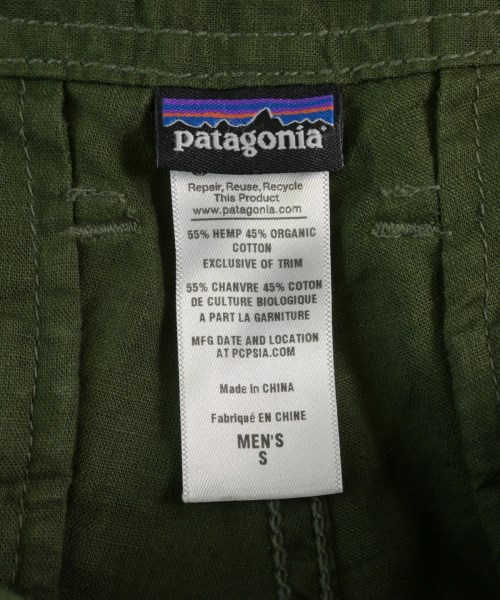 patagonia®
Repair, Reuse, Recycle
This Product
www.patagonia.com
55% HEMP 45% ORGANIC
COTTON
EXCLUSIVE OF TRIM
55% CHANVRE 45% COTON
DE CULTURE BIOLOGIQUE
A PART LA GARNITURE
MFG DATE AND LOCATION
AT PCPSIA.COM
Made in CHINA
Fabriqué EN CHINE
MEN'S
S